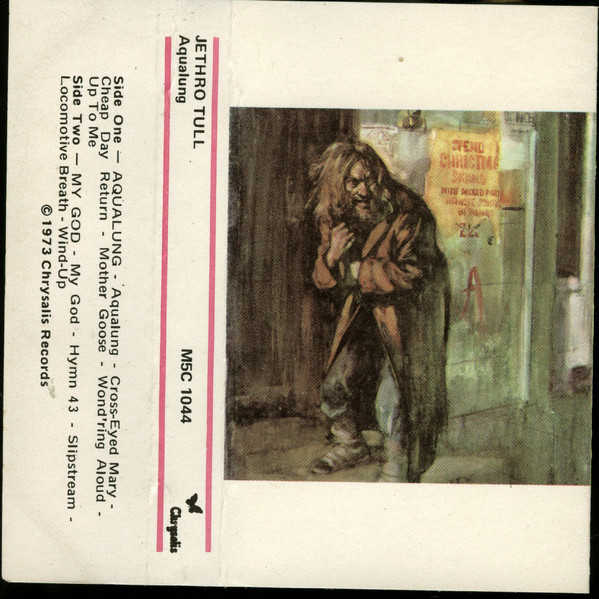 JETHRO TULL
Aqualung
M5C 1044
Chrysalis
Side One — AQUALUNG - Aqualung - Cross-Eyed Mary -
Cheap Day Return - Mother Goose - Wond'ring Aloud -
Up To Me
Side Two — MY GOD - My God - Hymn 43 - Slipstream -
Locomotive Breath - Wind-Up
© 1973 Chrysalis Records
SPEND
CHRISTMAS